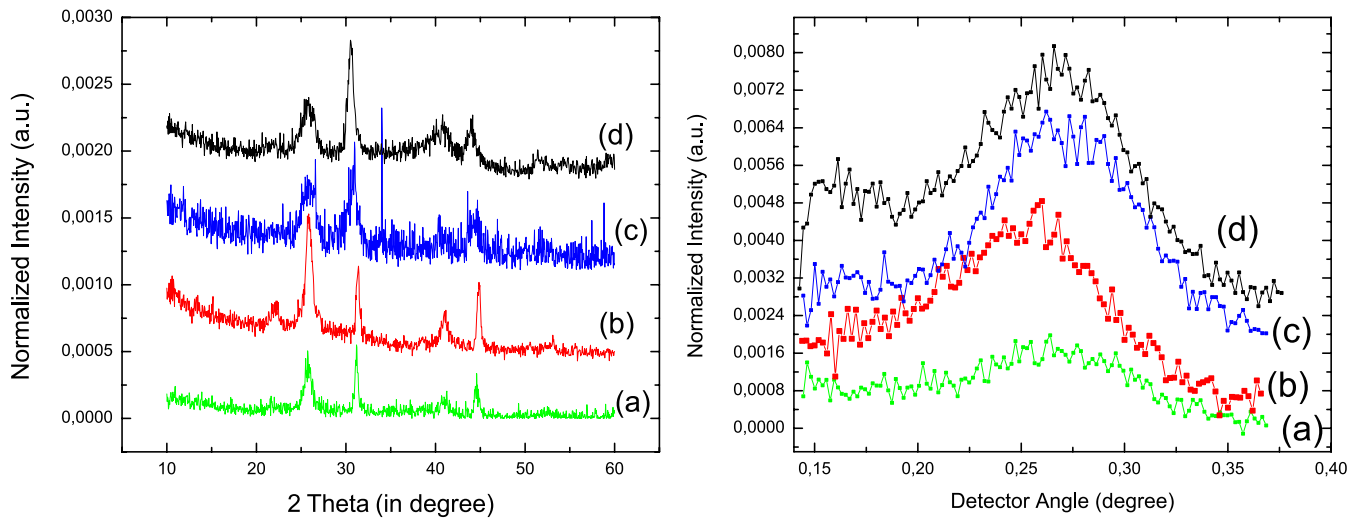 0,0030
0,0025
0,0020
0,0015
0,0010
0,0005
0,0000
Normalized Intensity (a.u.)
(d)
(c)
(b)
(a)
10
20
30
40
50
60
2 Theta (in degree)
0,0080
0,0072
0,0064
0,0056
0,0048
0,0040
0,0032
0,0024
0,0016
0,0008
0,0000
Normalized Intensity (a.u.)
(d)
(c)
(b)
(a)
0,15
0,20
0,25
0,30
0,35
0,40
Detector Angle (degree)